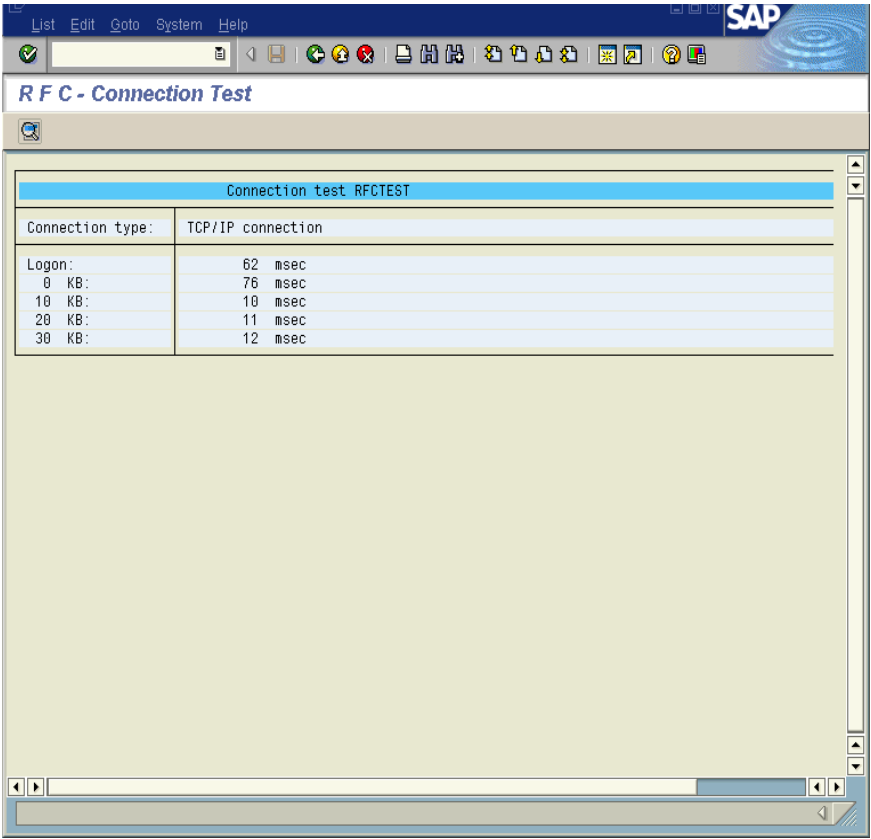 List Edit Goto System Help
SAP
R F C - Connection Test
Connection test RFCTEST
Connection type: TCP/IP connection
Logon: 62 msec
0 KB: 76 msec
10 KB: 10 msec
20 KB: 11 msec
30 KB: 12 msec